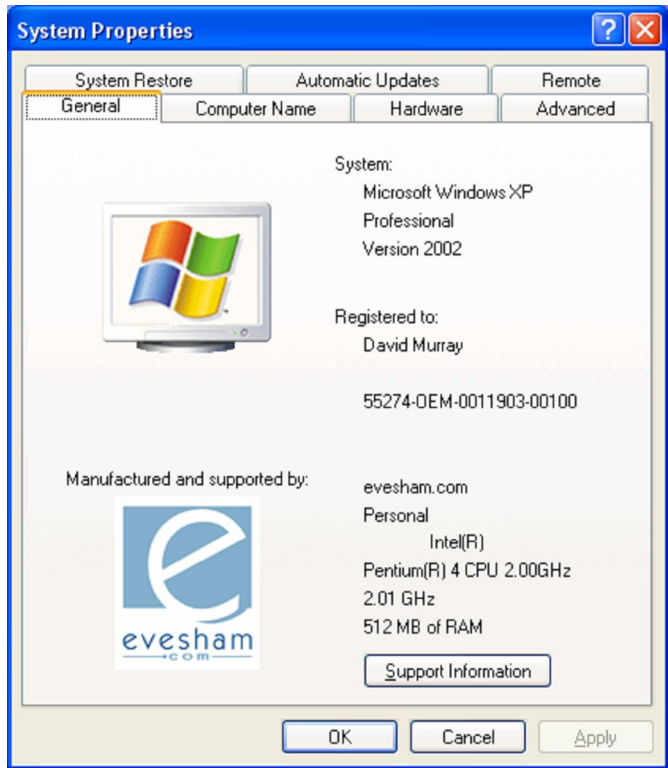 System Properties
System Restore
Automatic Updates
Remote
General
Computer Name
Hardware
Advanced
System:
Microsoft Windows XP
Professional
Version 2002
Registered to:
David Murray
55274-OEM-0011903-00100
Manufactured and supported by:
evesham
com
evesham.com
Personal
Intel(R)
Pentium(R) 4 CPU 2.00GHz
2.01 GHz
512 MB of RAM
Support Information
OK
Cancel
Apply